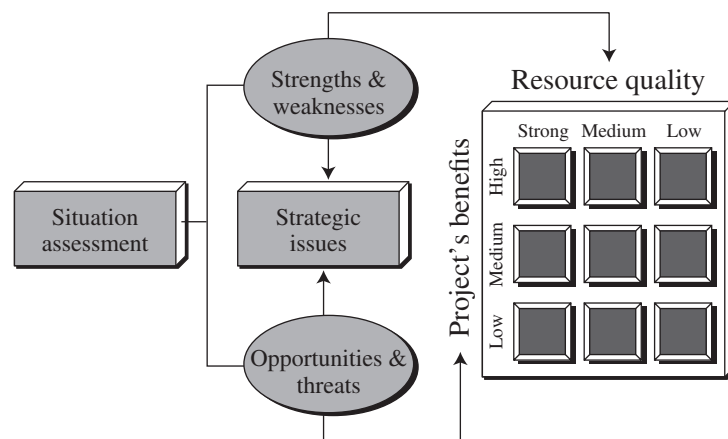 Strengths &
weaknesses
Situation
assessment
Strategic
issues
Opportunities &
threats
Resource quality
Strong Medium Low
Project's benefits
High
Medium
Low